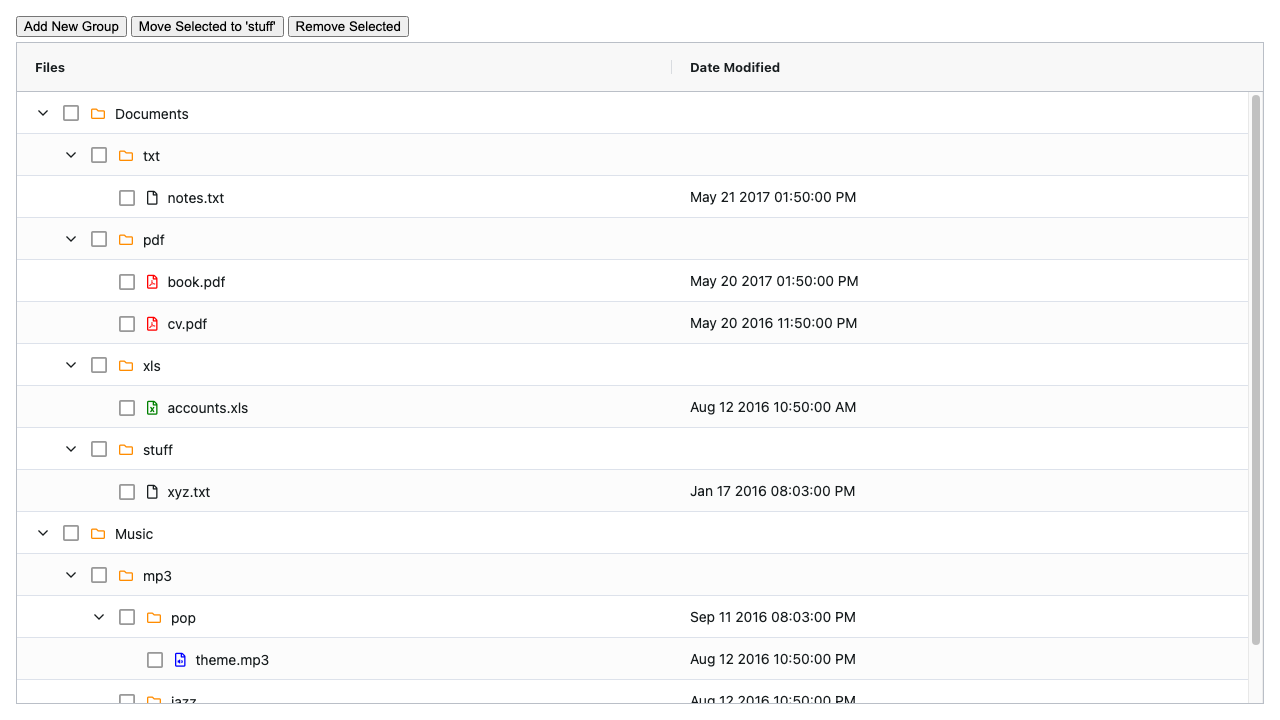 Add New Group Move Selected to 'stuff' Remove Selected
Files Date Modified
Documents
txt
notes.txt May 21 2017 01:50:00 PM
pdf
book.pdf May 20 2017 01:50:00 PM
cv.pdf May 20 2016 11:50:00 PM
xls
accounts.xls Aug 12 2016 10:50:00 AM
stuff
xyz.txt Jan 17 2016 08:03:00 PM
Music
mp3
pop Sep 11 2016 08:03:00 PM
theme.mp3 Aug 12 2016 10:50:00 PM
jazz Aug 12 2016 10:50:00 PM